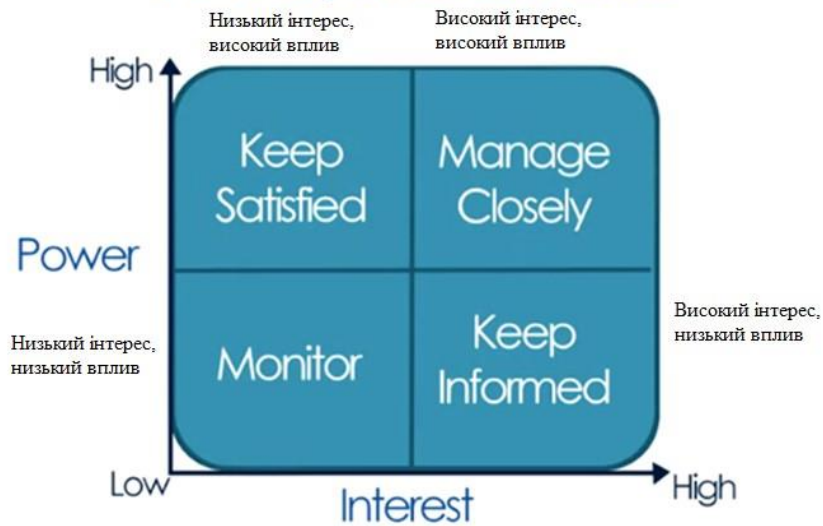 Низький інтерес,
високий вплив
Високий інтерес,
високий вплив
High
Keep
Satisfied
Manage
Closely
Power
Низький інтерес,
низький вплив
Monitor
Keep
Informed
Високий інтерес,
низький вплив
Low
Interest
High